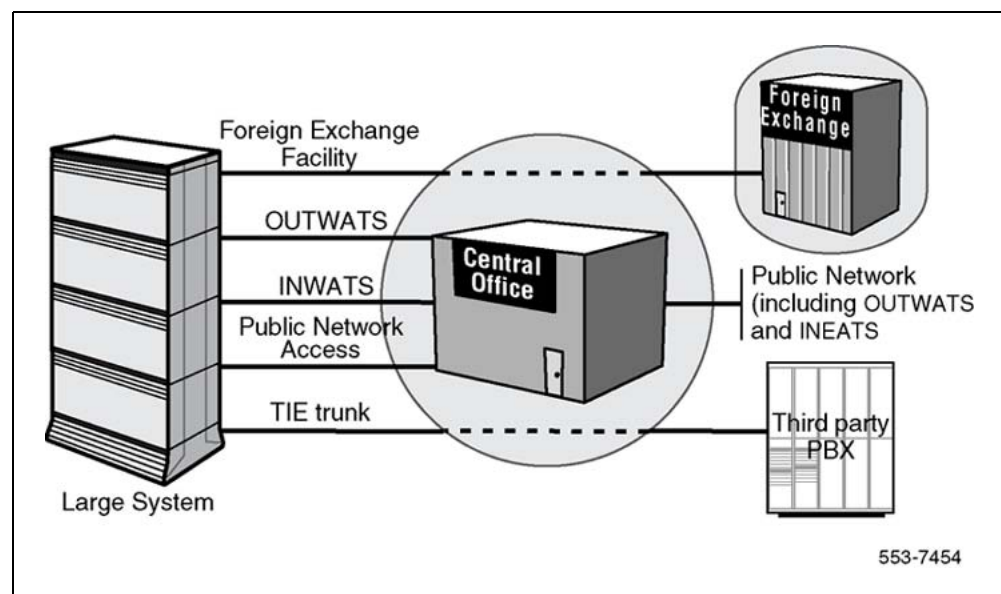 Foreign Exchange
Facility
OUTWATS
INWATS
Public Network
Access
TIE trunk
Large System
Central
Office
Foreign
Exchange
Public Network
(including OUTWATS
and INEATS
Third party
PBX
553-7454